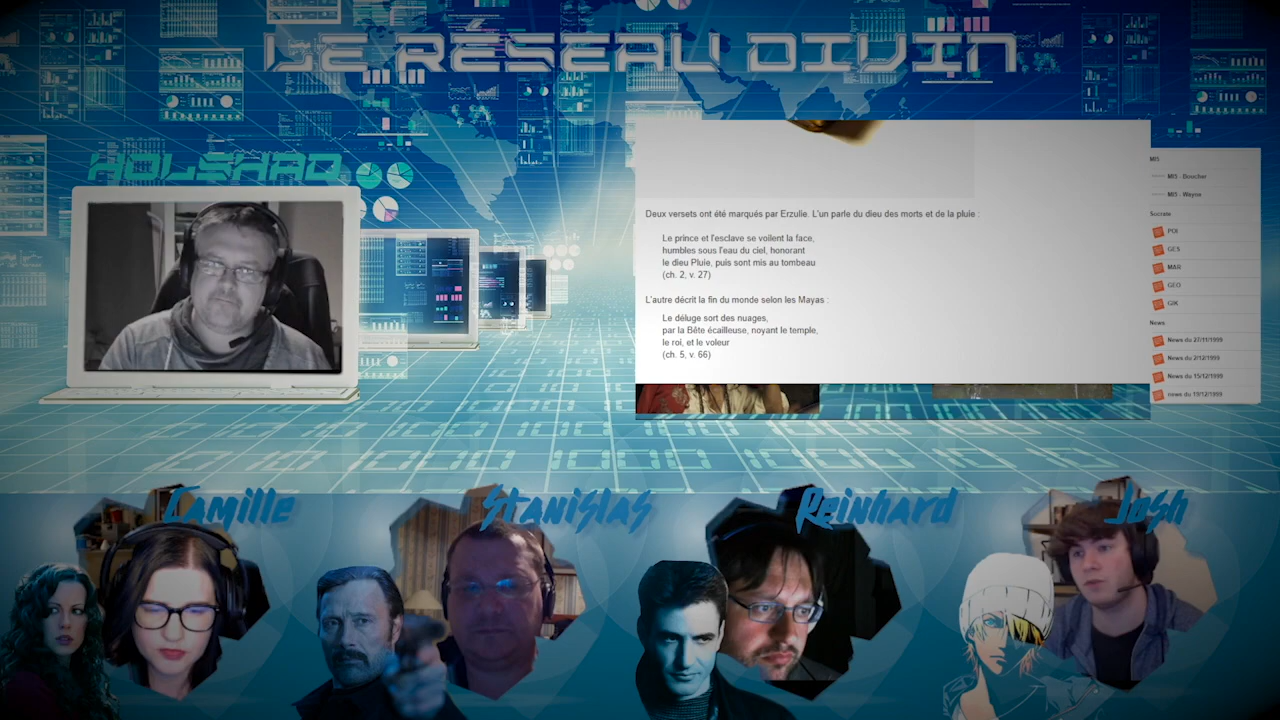 LE RÉSEAU DIVIN
HOLSHAD
Deux versets ont été marqués par Erzulie. L'un parle du dieu des morts et de la pluie :
Le prince et l'esclave se voilent la face,
humbles sous l'eau du ciel, honorant
le dieu Pluie, puis sont mis au tombeau
(ch. 2, v. 27)
L'autre décrit la fin du monde selon les Mayas :
Le déluge sort des nuages,
par la Bête écailleuse, noyant le temple,
le roi, et le voleur
(ch. 5, v. 66)
MI5
MI5 - Boucher
MI5 - Wayne
Socrate
POI
GES
MAR
GEO
GIK
News
News du 27/11/1999
News du 2/12/1999
News du 15/12/1999
news du 19/12/1999
Camille
Stanislas
Reinhard
Josh